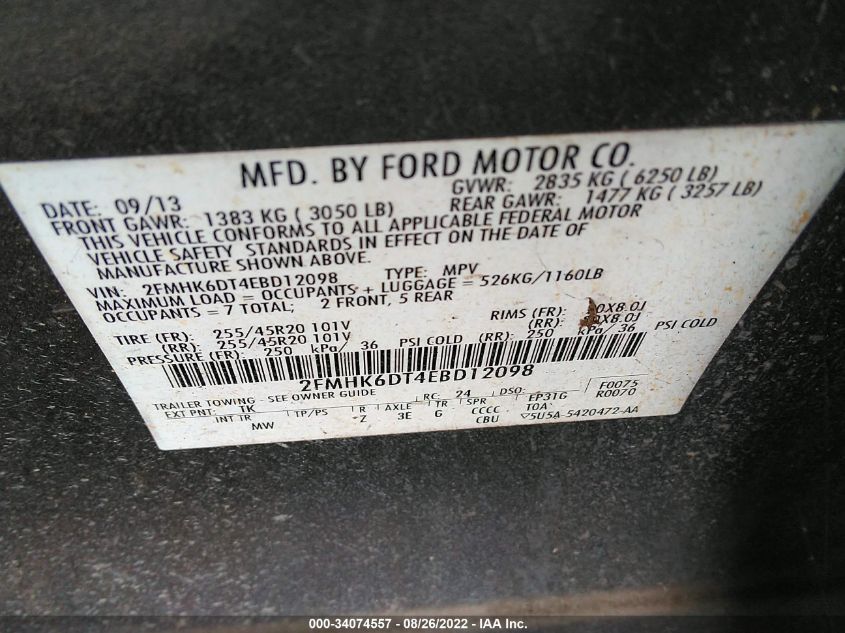 MFD. BY FORD MOTOR CO.
DATE: 09/13 GVWR: 2835 KG ( 6250 LB)
FRONT GAWR: 1383 KG ( 3050 LB) REAR GAWR: 1477 KG ( 3257 LB)
THIS VEHICLE CONFORMS TO ALL APPLICABLE FEDERAL MOTOR
VEHICLE SAFETY STANDARDS IN EFFECT ON THE DATE OF
MANUFACTURE SHOWN ABOVE.
VIN: 2FMHK6DT4EBD12098 TYPE: MPV
MAXIMUM LOAD = OCCUPANTS + LUGGAGE = 526KG/1160LB
OCCUPANTS = 7 TOTAL; 2 FRONT, 5 REAR
TIRE (FR): 255/45R20 101V RIMS (FR):
(RR): 255/45R20 101V (RR):
PRESSURE (FR): 250 kPa/ 36 PSI COLD (RR): 250 kPa/ 36 PSI COLD
2FMHK6DT4EBD12098
TRAILER TOWING - SEE OWNER GUIDE RC: 24 DSO: F0075
EXT PNT: TK EP31G R0070
INT TR TP/PS R AXLE TR SPR TOA
MW Z 3E G CCCC CBU ▽5U5A-5420472-AA
000-34074557 - 08/26/2022 - IAA Inc.